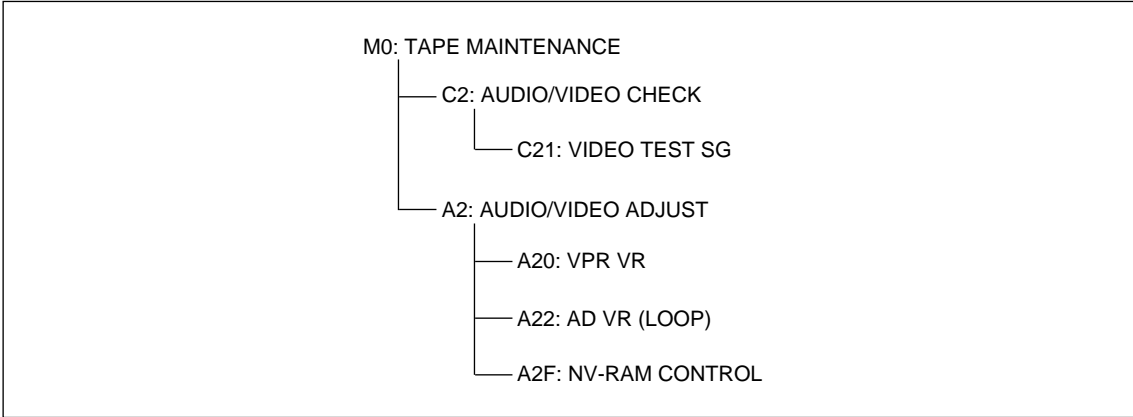 M0: TAPE MAINTENANCE
C2: AUDIO/VIDEO CHECK
C21: VIDEO TEST SG
A2: AUDIO/VIDEO ADJUST
A20: VPR VR
A22: AD VR (LOOP)
A2F: NV-RAM CONTROL